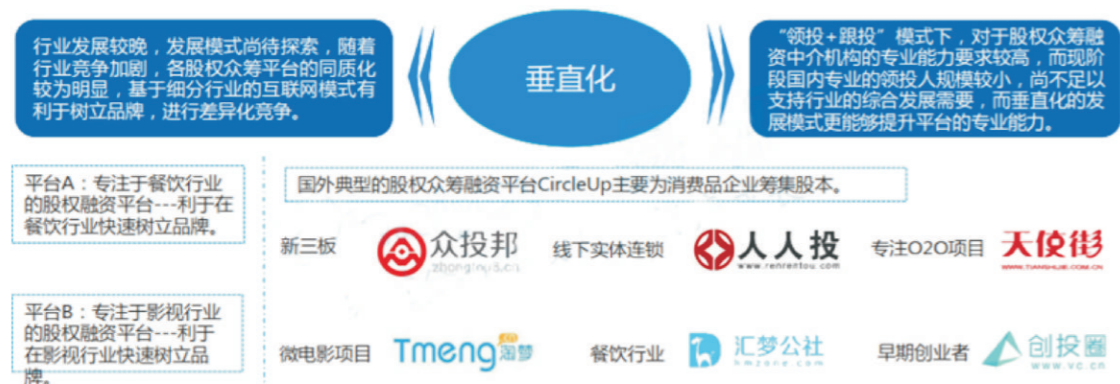 行业发展较晚，发展模式尚待探索，随着
行业竞争加剧，各股权众筹平台的同质化
较为明显，基于细分行业的互联网模式有
利于树立品牌，进行差异化竞争。
垂直化
“领投+跟投”模式下，对于股权众筹融
资中介机构的专业能力要求较高，而现阶
段国内专业的领投人规模较小，尚不足以
支持行业的综合发展需要，而垂直化的发
展模式更能够提升平台的专业能力。
平台A：专注于餐饮行业
的股权融资平台---利于在
餐饮行业快速树立品牌。
国外典型的股权众筹融资平台CircleUp主要为消费品企业筹集股本。
新三板
众投邦
线下实体连锁
人人投
www.renrentou.com
专注O2O项目
天使街
WWW.TIANSHIJIE.COM.CN
平台B：专注于影视行业
的股权融资平台---利于
在影视行业快速树立品
牌。
微电影项目
Tmeng 淘梦
餐饮行业
汇梦公社
hmzone.com
早期创业者
创投圈
www.vc.cn